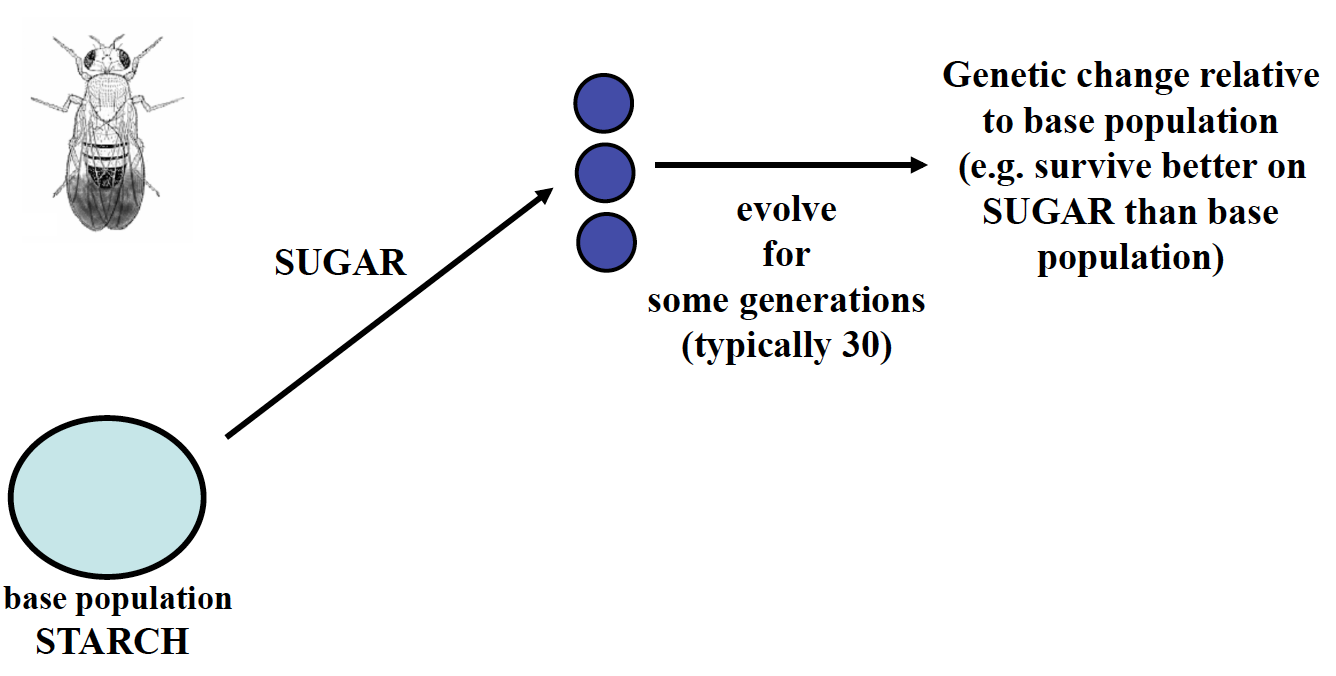 SUGAR
base population
STARCH
evolve
for
some generations
(typically 30)
Genetic change relative
to base population
(e.g. survive better on
SUGAR than base
population)